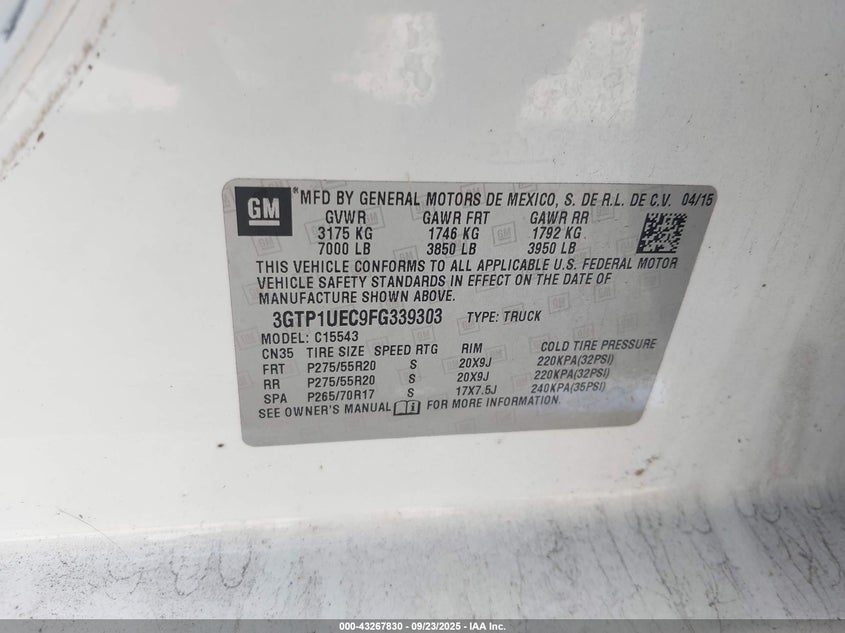 GM *MFD BY GENERAL MOTORS DE MEXICO, S. DE R.L. DE C.V. 04/15
GVWR GAWR FRT GAWR RR
3175 KG 1746 KG 1792 KG
7000 LB 3850 LB 3950 LB
THIS VEHICLE CONFORMS TO ALL APPLICABLE U.S. FEDERAL MOTOR
VEHICLE SAFETY STANDARDS IN EFFECT ON THE DATE OF
MANUFACTURE SHOWN ABOVE.
3GTP1UEC9FG339303 TYPE: TRUCK
MODEL: C15543
CN35 TIRE SIZE SPEED RTG RIM COLD TIRE PRESSURE
FRT P275/55R20 S 20X9J 220KPA(32PSI)
RR P275/55R20 S 20X9J 220KPA(32PSI)
SPA P265/70R17 S 17X7.5J 240KPA(35PSI)
SEE OWNER'S MANUAL FOR MORE INFORMATION.
000-43267830 - 09/23/2025 - IAA Inc.